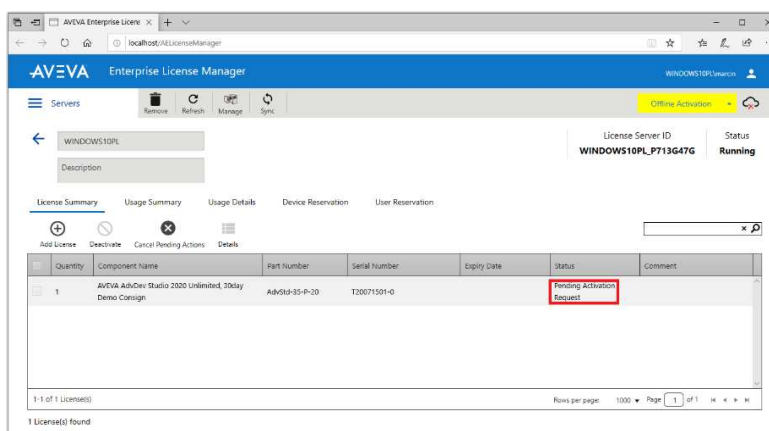 AVEVA Enterprise Licens
localhost/AELicenseManager
AVEVA Enterprise License Manager WINDOWS10PL\marcin
Servers Remove Refresh Manage Sync Offline Activation
WINDOWS10PL License Server ID Status
WINDOWS10PL_P713G47G Running
Description
License Summary Usage Summary Usage Details Device Reservation User Reservation
Add License Deactivate Cancel Pending Actions Details
Quantity Component Name Part Number Serial Number Expiry Date Status Comment
1 AVEVA AdvDev Studio 2020 Unlimited, 30day AdvStd-35-P-20 T20071501-0 Pending Activation
Demo Consign Request
1-1 of 1 License(s) Rows per page: 1000 Page 1 of 1
1 License(s) found